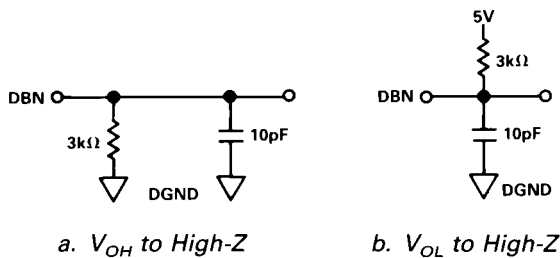 5V
3kΩ
DBN
DBN
3kΩ
10pF
10pF
DGND
DGND
a. VOH to High-Z
b. VOL to High-Z